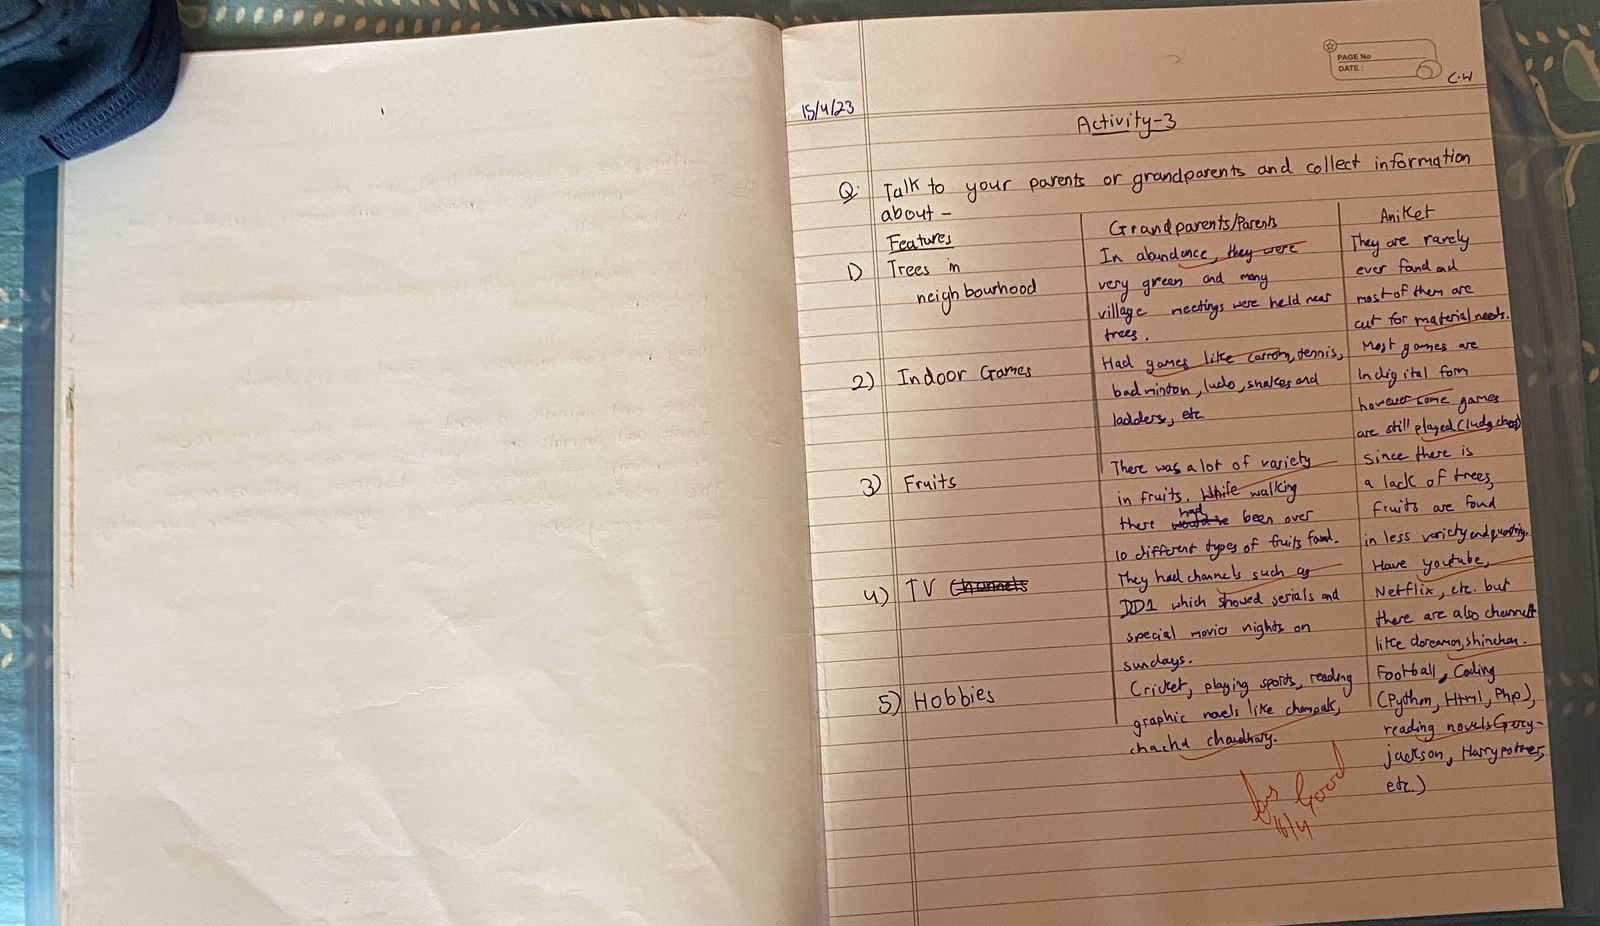 PAGE No
DATE:
C.W
15/4/23
Activity-3
Q. Talk to your parents or grandparents and collect information
about -
Features
Grandparents/Parents
Aniket
1) Trees in
neighbourhood
In abundance, they were
very green and many
village meetings were held near
trees.
They are rarely
ever found and
most of them are
cut for material needs.
2) Indoor Games
Had games like carrom, tennis,
badminton, ludo, snakes and
ladders, etc.
Most games are
in digital form
however some games
are still played (ludo, chess)
3) Fruits
There was a lot of variety
in fruits. While walking
there had been over
10 different types of fruits found.
Since there is
a lack of trees,
fruits are found
in less variety and quantity.
4) TV Channels
They had channels such as
DD1 which showed serials and
special movie nights on
sundays.
Have youtube,
Netflix, etc. but
there are also channels
like doreamon, shinchan.
5) Hobbies
Cricket, playing sports, reading
graphic novels like champak,
chacha chaudhary.
Football, Coding
(Python, Html, Php),
reading novels
jackson, Harry potter,
etc.)
Good
16/4